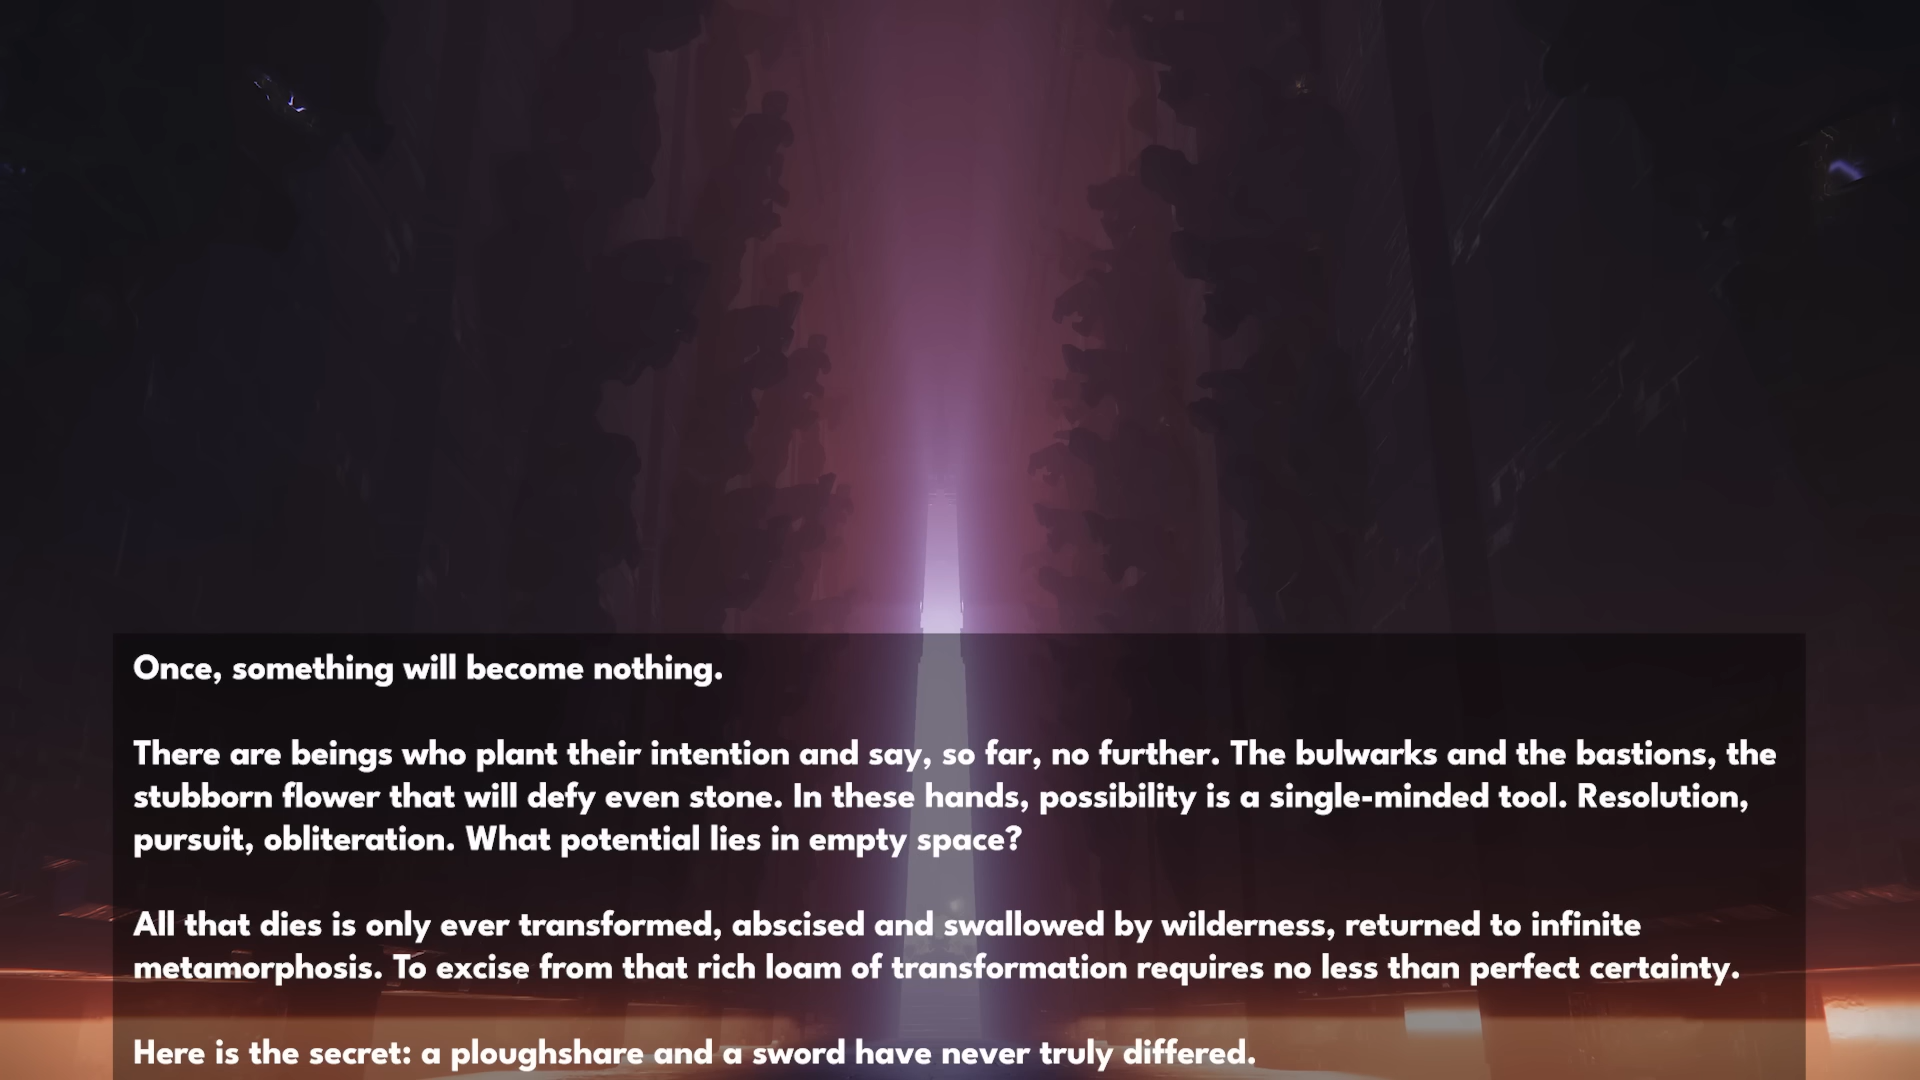 Once, something will become nothing.
There are beings who plant their intention and say, so far, no further. The bulwarks and the bastions, the
stubborn flower that will defy even stone. In these hands, possibility is a single-minded tool. Resolution,
pursuit, obliteration. What potential lies in empty space?
All that dies is only ever transformed, abscised and swallowed by wilderness, returned to infinite
metamorphosis. To excise from that rich loam of transformation requires no less than perfect certainty.
Here is the secret: a ploughshare and a sword have never truly differed.